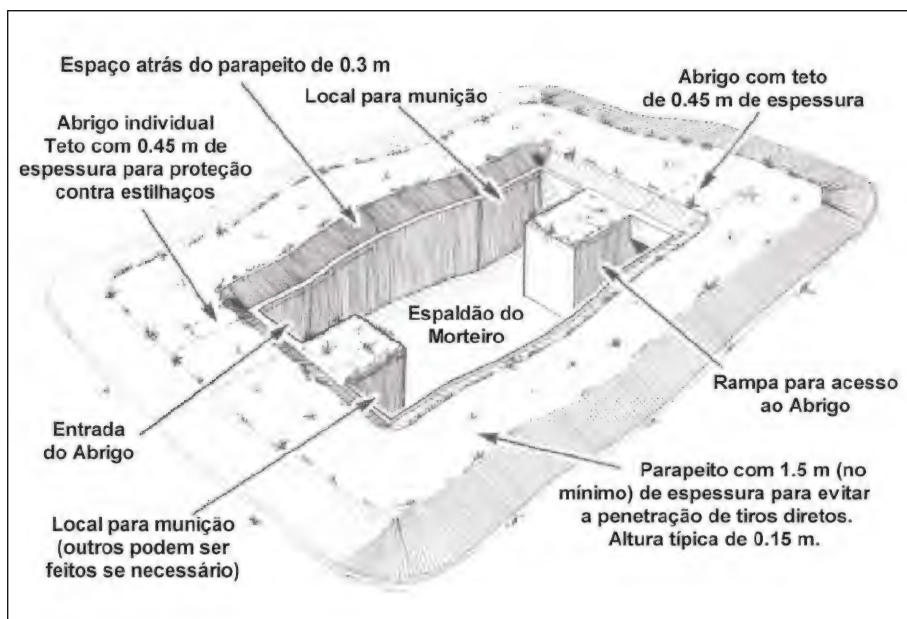 Espaço atrás do parapeito de 0.3 m
Local para munição
Abrigo com teto
de 0.45 m de espessura
Abrigo individual
Teto com 0.45 m de
espessura para proteção
contra estilhaços
Espaldão do
Morteiro
Rampa para acesso
ao Abrigo
Entrada
do Abrigo
Local para munição
(outros podem ser
feitos se necessário)
Parapeito com 1.5 m (no
mínimo) de espessura para evitar
a penetração de tiros diretos.
Altura típica de 0.15 m.